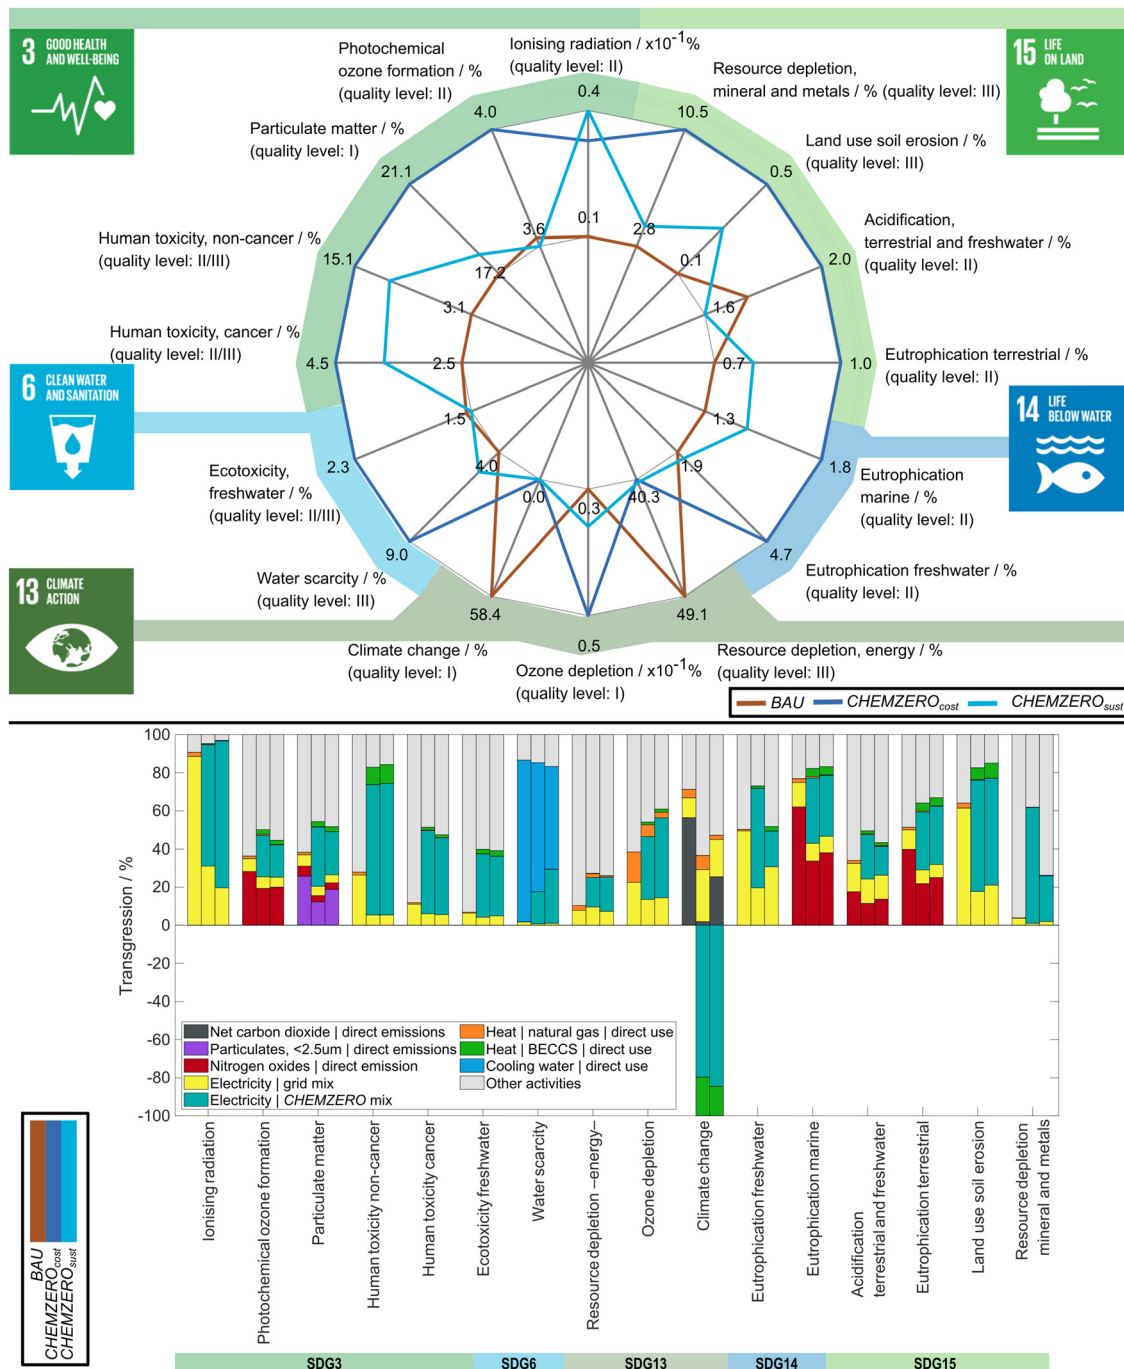 3 GOOD HEALTH
AND WELL-BEING
15 LIFE
ON LAND
Photochemical
ozone formation / %
(quality level: II)
Ionising radiation / x10-1%
(quality level: II)
Resource depletion,
mineral and metals / % (quality level: III)
Particulate matter / %
(quality level: I)
Land use soil erosion / %
(quality level: III)
Human toxicity, non-cancer / %
(quality level: II/III)
Acidification,
terrestrial and freshwater / %
(quality level: II)
Human toxicity, cancer / %
(quality level: II/III)
Eutrophication terrestrial / %
(quality level: II)
0.4
4.0
10.5
21.1
0.5
15.1
2.0
4.5
1.0
2.3
1.8
9.0
4.7
58.4
0.5
49.1
0.1
3.6
2.8
17.2
0.1
3.1
1.6
2.5
0.7
1.5
1.3
4.0
1.9
0.0
0.3
40.3
6 CLEAN WATER
AND SANITATION
14 LIFE
BELOW WATER
Ecotoxicity,
freshwater / %
(quality level: II/III)
Eutrophication
marine / %
(quality level: II)
Water scarcity / %
(quality level: III)
Eutrophication freshwater / %
(quality level: II)
13 CLIMATE
ACTION
Climate change / %
(quality level: I)
Ozone depletion / x10-1%
(quality level: I)
Resource depletion, energy / %
(quality level: III)
BAU CHEMZEROcost CHEMZEROsust
Transgression / %
100
80
60
40
20
0
-20
-40
-60
-80
-100
Net carbon dioxide | direct emissions
Particulates, <2.5um | direct emissions
Nitrogen oxides | direct emission
Electricity | grid mix
Electricity | CHEMZERO mix
Heat | natural gas | direct use
Heat | BECCS | direct use
Cooling water | direct use
Other activities
Ionising radiation
Photochemical ozone formation
Particulate matter
Human toxicity non-cancer
Human toxicity cancer
Ecotoxicity freshwater
Water scarcity
Resource depletion –energy–
Ozone depletion
Climate change
Eutrophication freshwater
Eutrophication marine
Acidification
terrestrial and freshwater
Eutrophication terrestrial
Land use soil erosion
Resource depletion
mineral and metals
BAU
CHEMZEROcost
CHEMZEROsust
SDG3 SDG6 SDG13 SDG14 SDG15